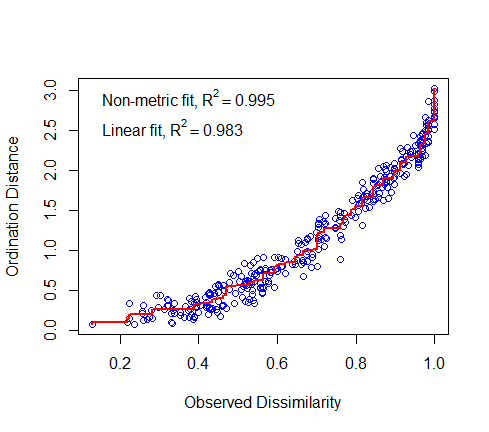 Non-metric fit, R² = 0.995
Linear fit, R² = 0.983
Ordination Distance
0.0 0.5 1.0 1.5 2.0 2.5 3.0
0.2 0.4 0.6 0.8 1.0
Observed Dissimilarity